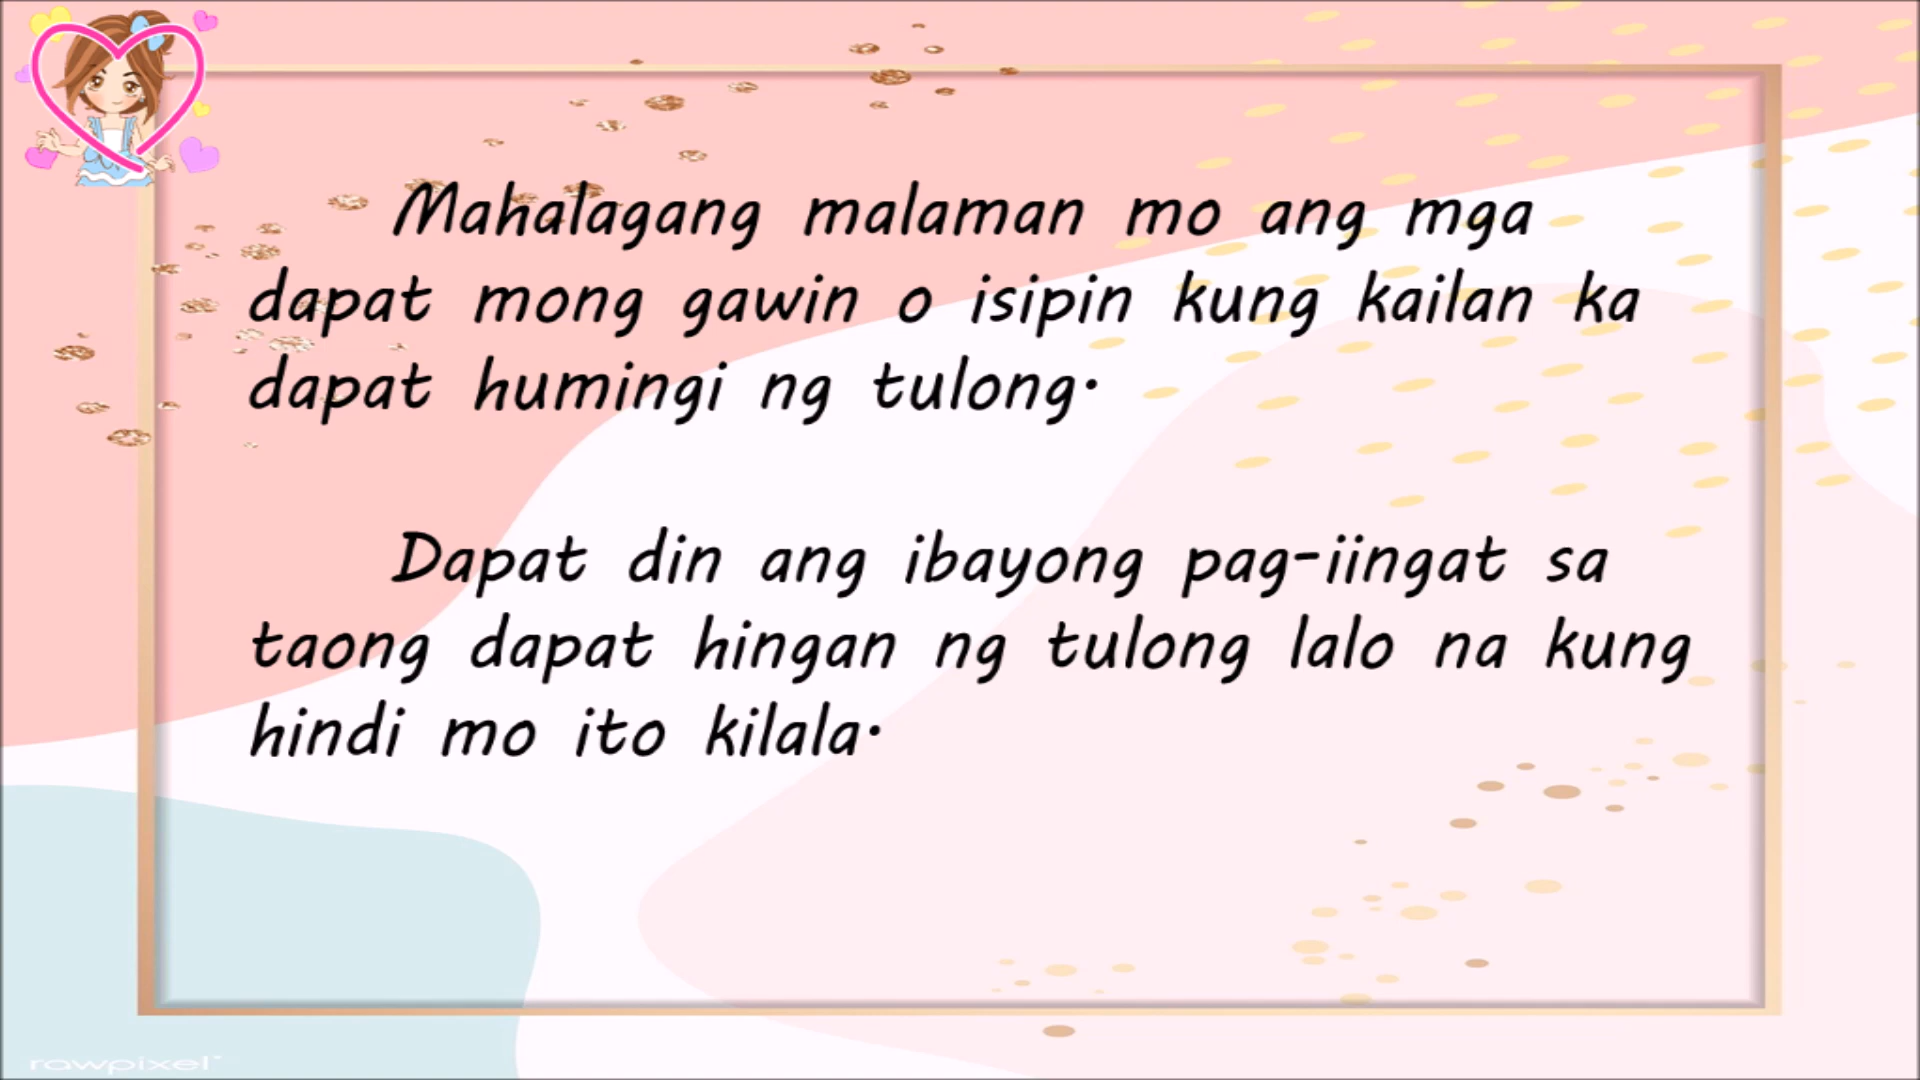 Mahalagang malaman mo ang mga
dapat mong gawin o isipin kung kailan ka
dapat humingi ng tulong.
Dapat din ang ibayong pag-iingat sa
taong dapat hingan ng tulong lalo na kung
hindi mo ito kilala.
rawpixel